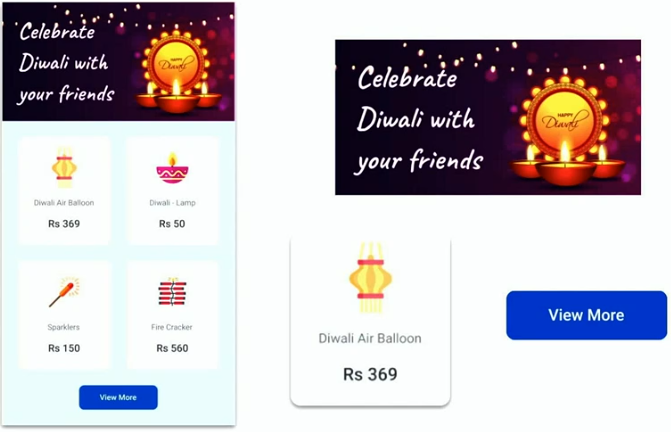 Celebrate
Diwali with
your friends
HAPPY
Diwali
Diwali Air Balloon
Rs 369
Diwali - Lamp
Rs 50
Sparklers
Rs 150
Fire Cracker
Rs 560
View More
Celebrate
Diwali with
your friends
HAPPY
Diwali
Diwali Air Balloon
Rs 369
View More